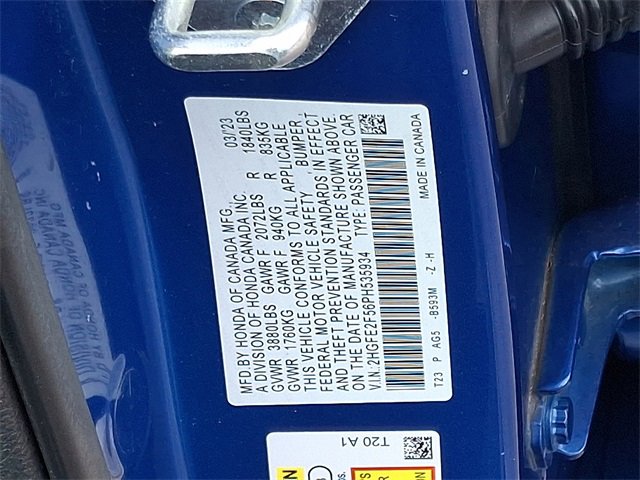 MFD.BY HONDA OF CANADA MFG. 03/23
A DIVISION OF HONDA CANADA INC.
GVWR 3880LBS GAWR F 2072LBS R 1840LBS
GVWR 1760KG GAWR F 940KG R 835KG
THIS VEHICLE CONFORMS TO ALL APPLICABLE
FEDERAL MOTOR VEHICLE SAFETY, BUMPER,
AND THEFT PREVENTION STANDARDS IN EFFECT
ON THE DATE OF MANUFACTURE SHOWN ABOVE.
V.I.N.:2HGFE2F56PH535934 TYPE: PASSENGER CAR
T23 P AG5 -B593M -Z -H MADE IN CANADA
T20 A1